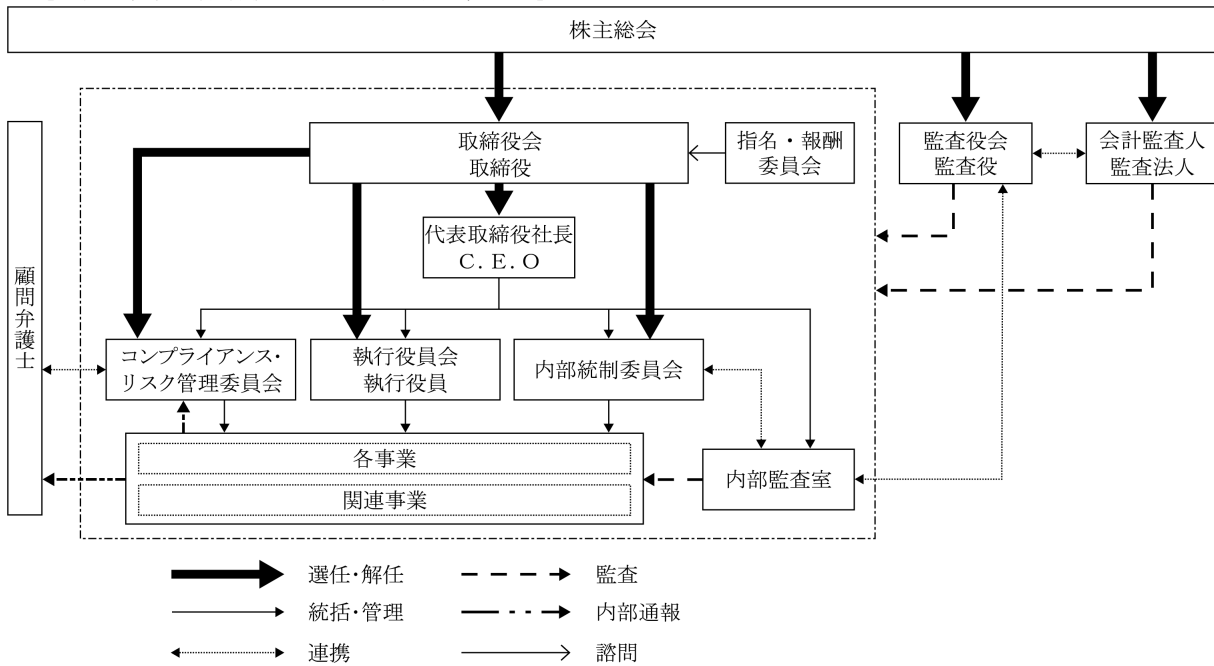 株主総会
取締役会
取締役
指名・報酬
委員会
監査役会
監査役
会計監査人
監査法人
代表取締役社長
C.E.O
顧問弁護士
コンプライアンス・
リスク管理委員会
執行役員会
執行役員
内部統制委員会
各事業
関連事業
内部監査室
選任・解任
監査
統括・管理
内部通報
連携
諮問